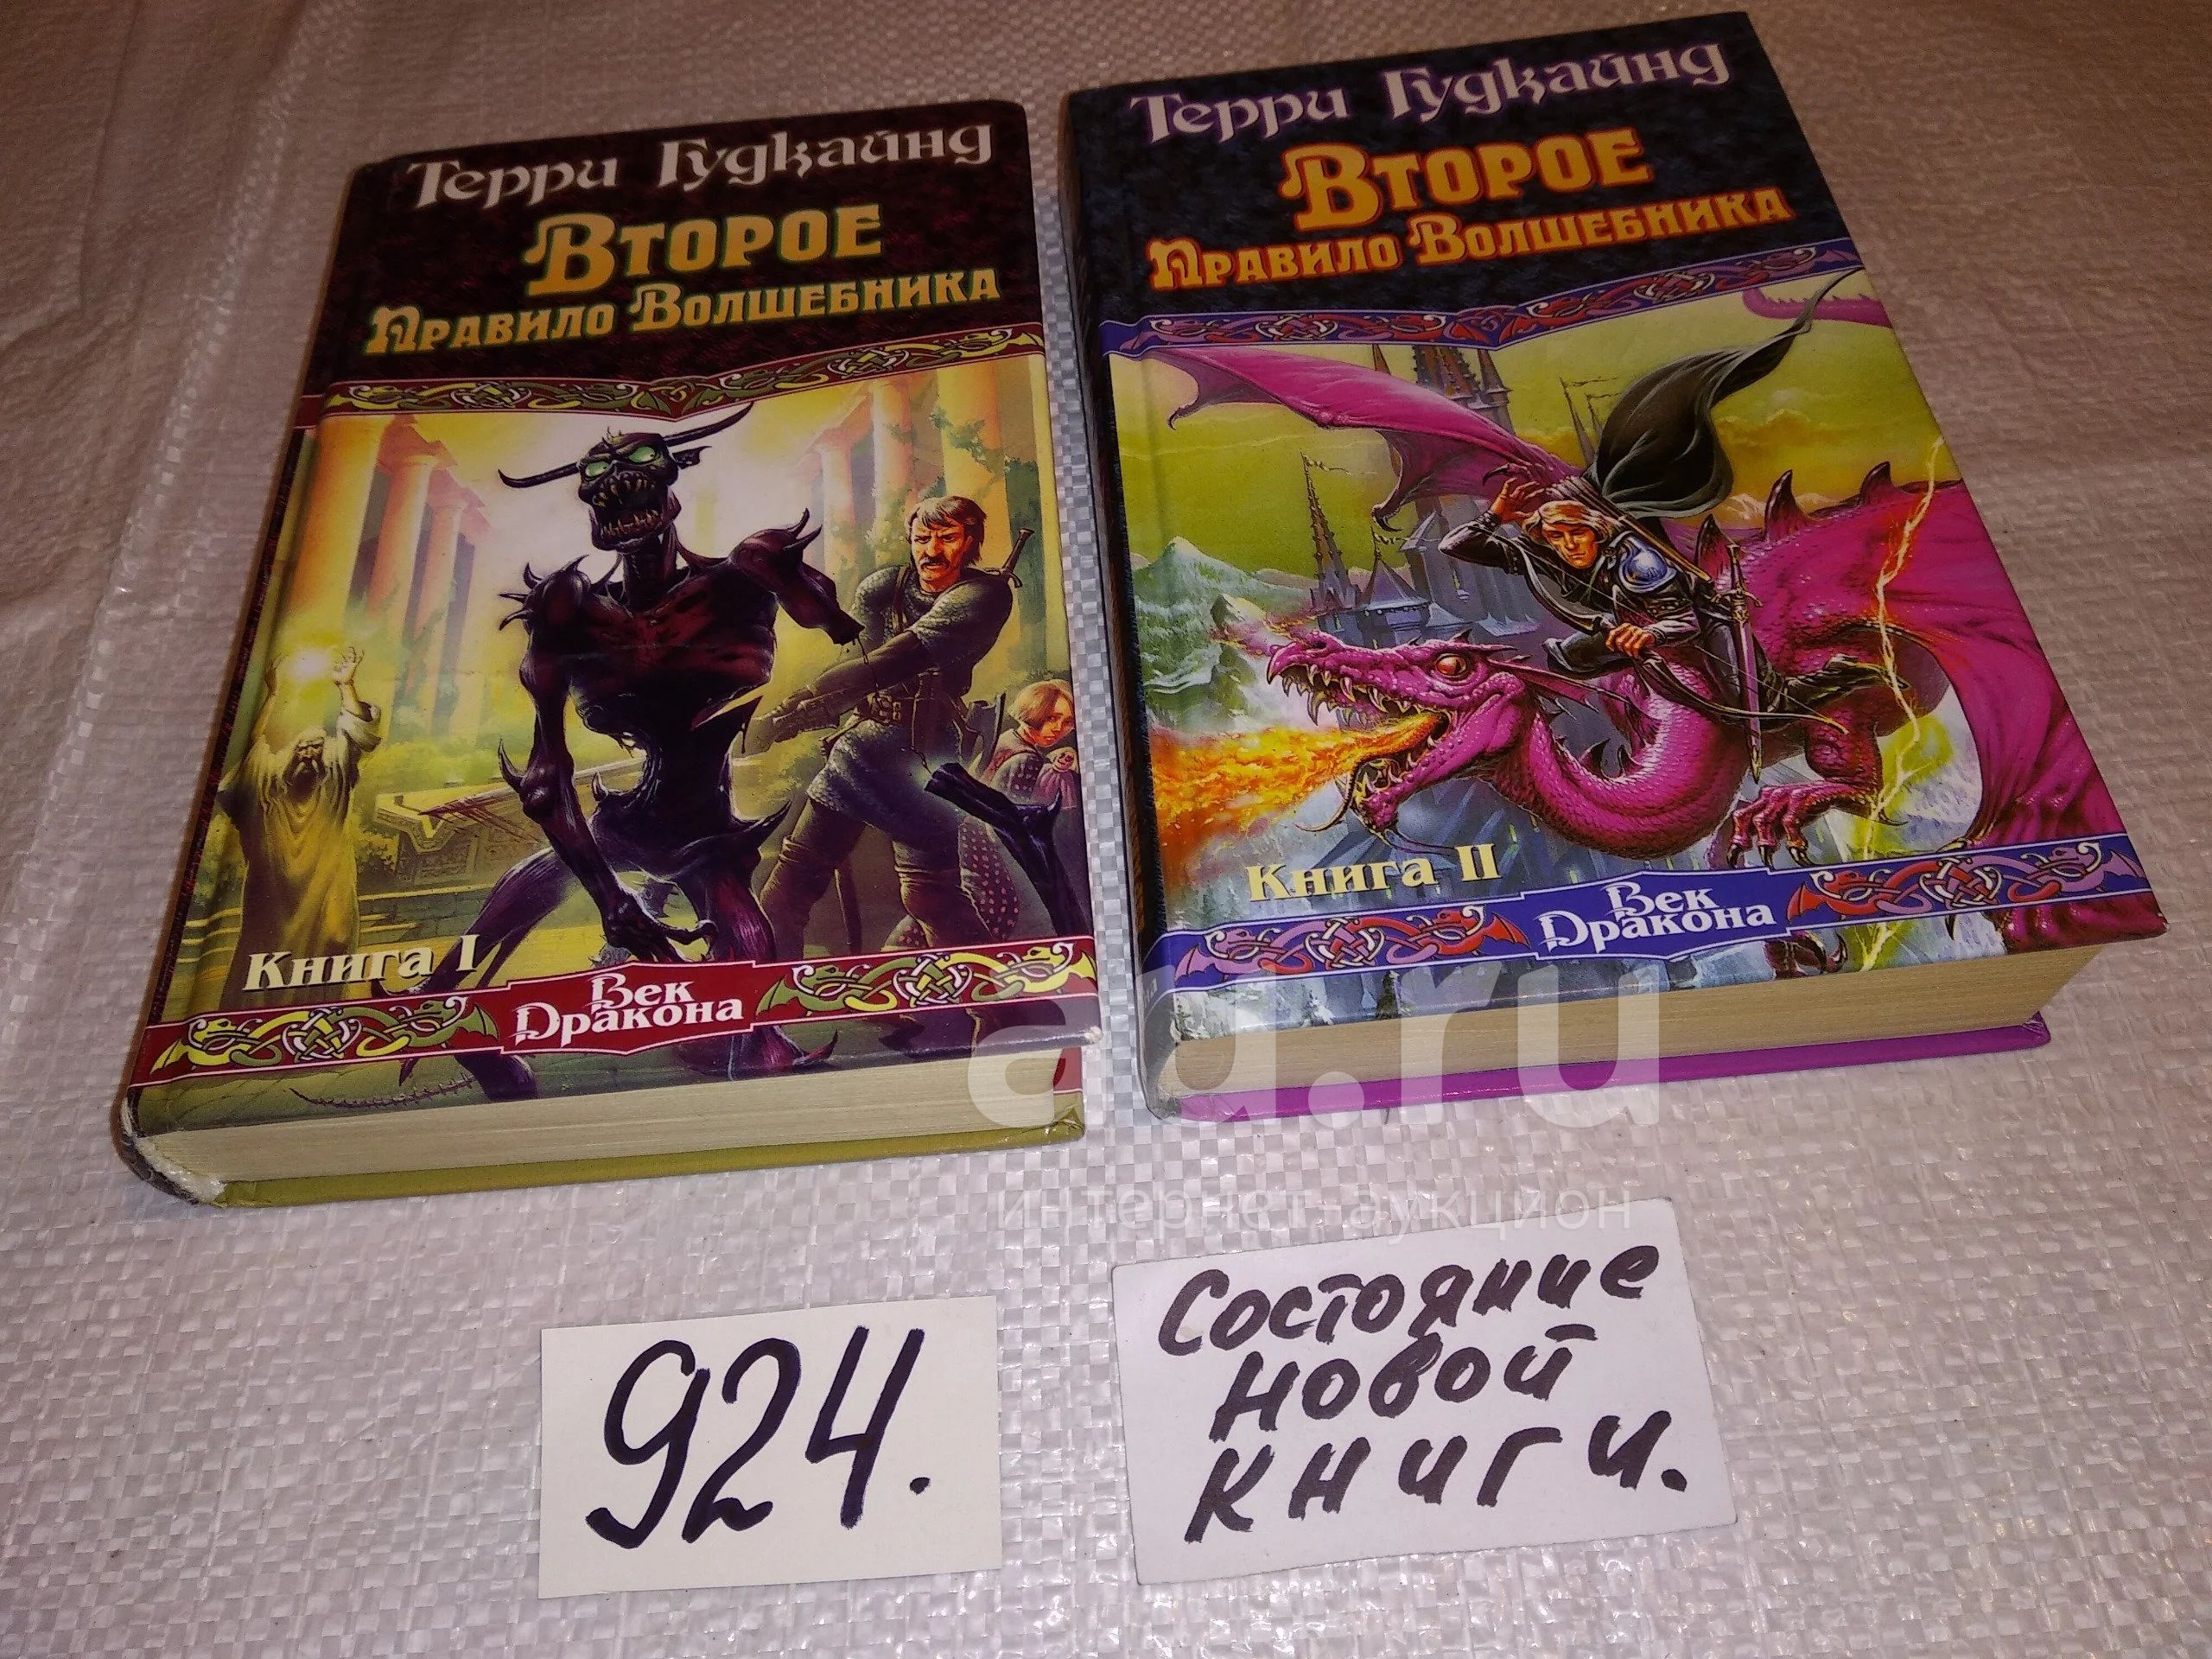 Терри Гудкайнд
Второе
Правило Волшебника
Книга I
Век
Дракона
Терри Гудкайнд
Второе
Правило Волшебника
Книга II
Век
Дракона
au.ru
интернет-аукцион
924.
Состояние
новой
книги.